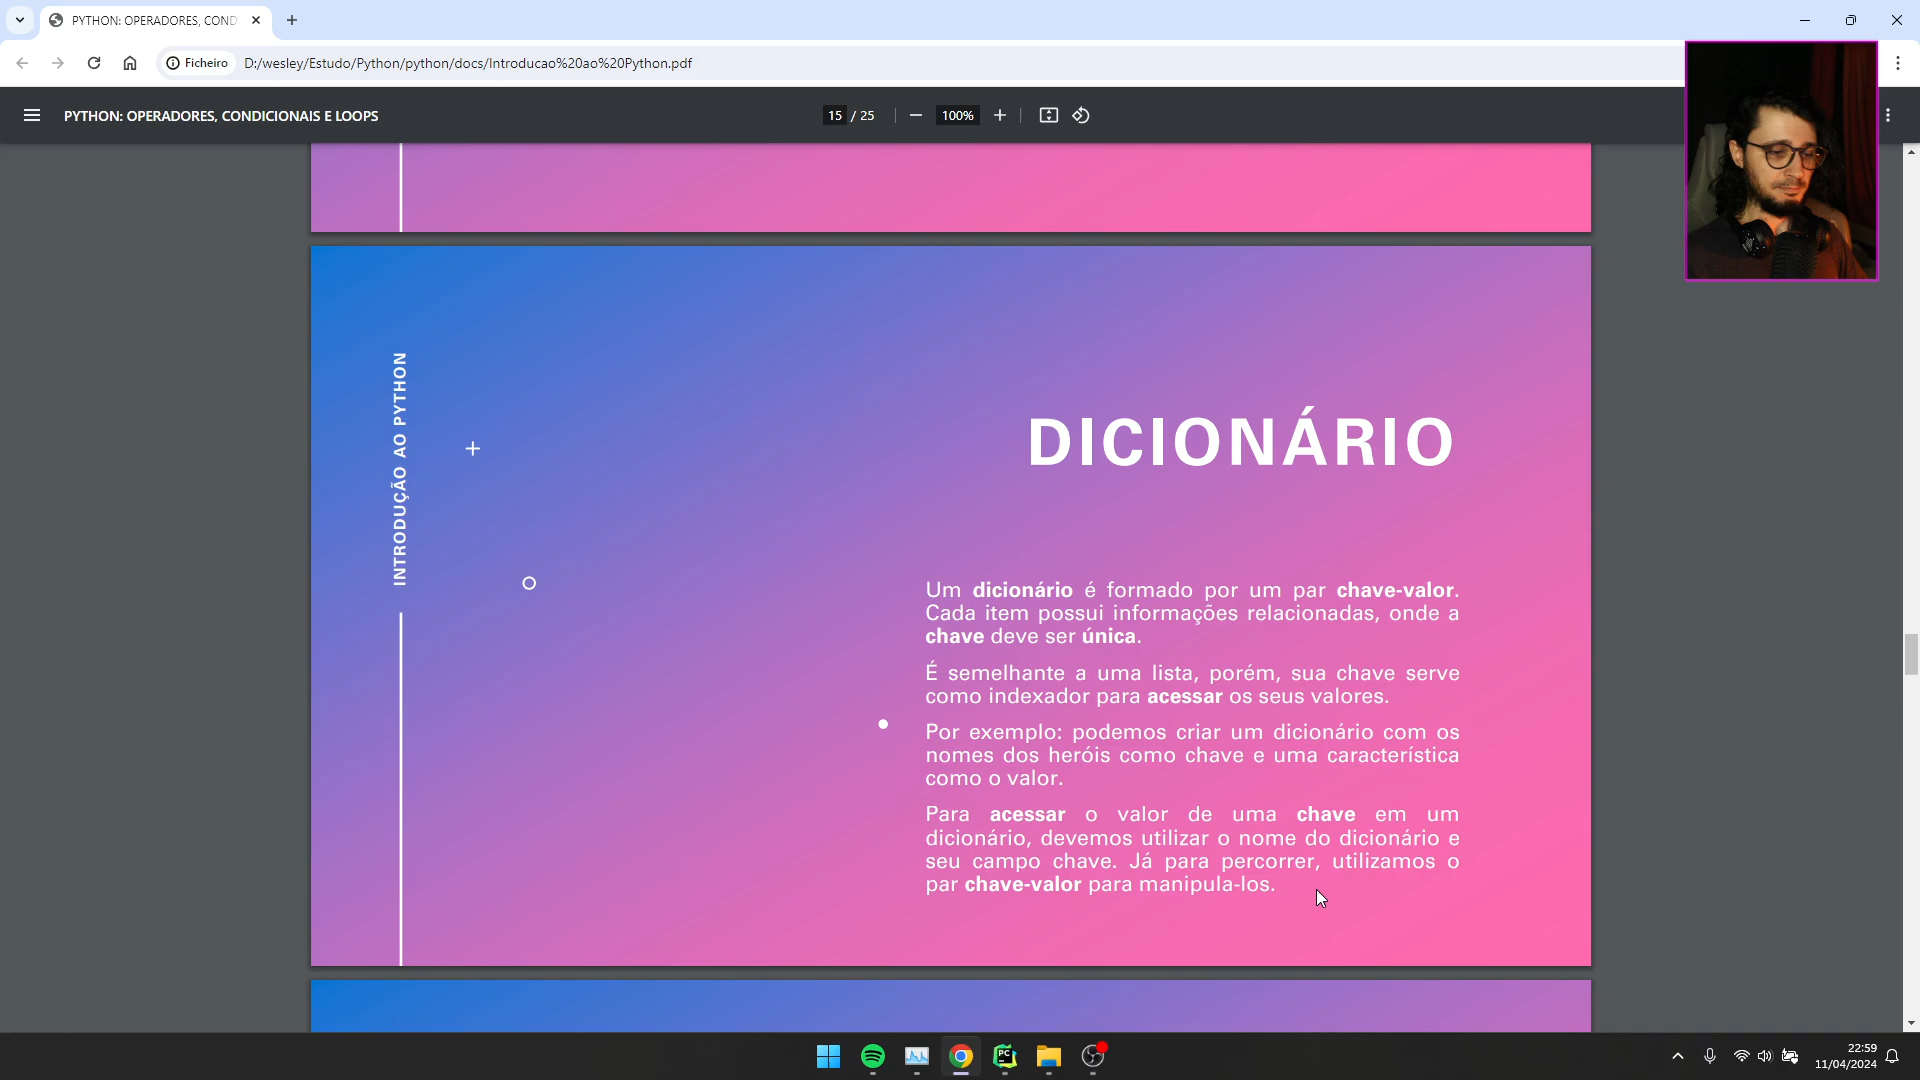 PYTHON: OPERADORES, COND
Ficheiro
D:/wesley/Estudo/Python/python/docs/Introducao%20ao%20Python.pdf
PYTHON: OPERADORES, CONDICIONAIS E LOOPS
15 / 25
100%
INTRODUÇÃO AO PYTHON
DICIONÁRIO
Um dicionário é formado por um par chave-valor.
Cada item possui informações relacionadas, onde a
chave deve ser única.
É semelhante a uma lista, porém, sua chave serve
como indexador para acessar os seus valores.
Por exemplo: podemos criar um dicionário com os
nomes dos heróis como chave e uma característica
como o valor.
Para acessar o valor de uma chave em um
dicionário, devemos utilizar o nome do dicionário e
seu campo chave. Já para percorrer, utilizamos o
par chave-valor para manipula-los.
PC
22:59
11/04/2024